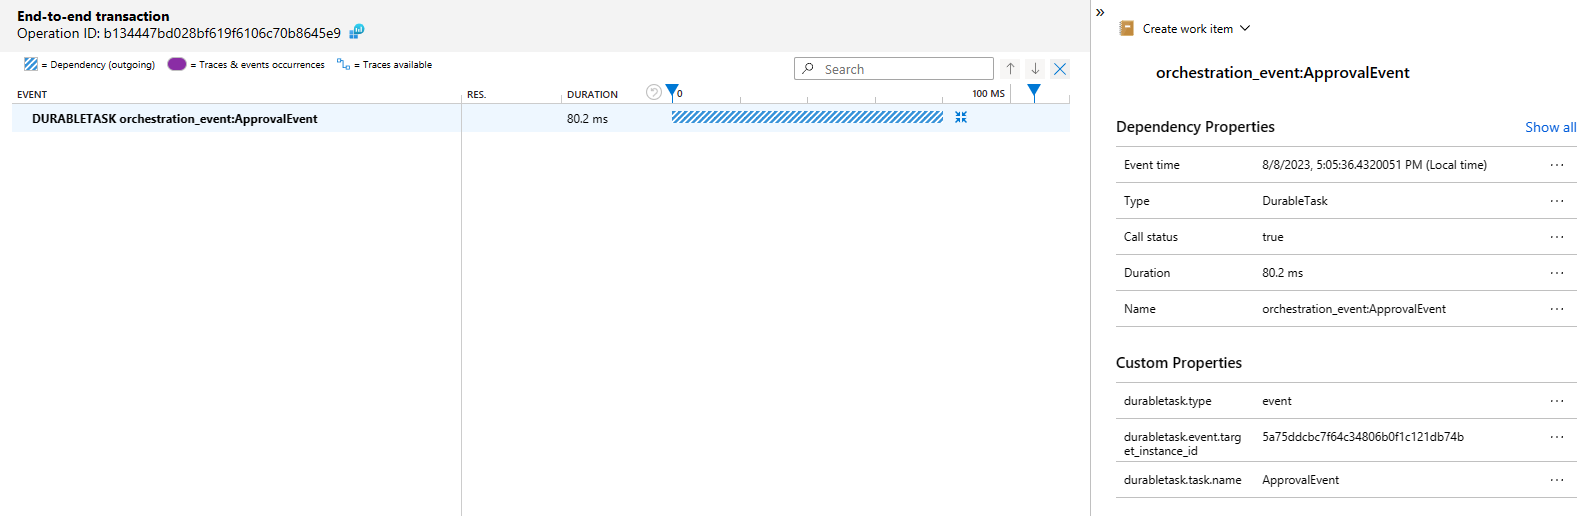 End-to-end transaction
Operation ID: b134447bd028bf619f6106c70b8645e9
= Dependency (outgoing) = Traces & events occurrences = Traces available
Search
EVENT RES. DURATION 0 100 MS
DURABLETASK orchestration_event:ApprovalEvent 80.2 ms
»
Create work item
orchestration_event:ApprovalEvent
Dependency Properties Show all
Event time 8/8/2023, 5:05:36.4320051 PM (Local time) ...
Type DurableTask ...
Call status true ...
Duration 80.2 ms ...
Name orchestration_event:ApprovalEvent ...
Custom Properties
durabletask.type event ...
durabletask.event.targ 5a75ddcbc7f64c34806b0f1c121db74b ...
et_instance_id
durabletask.task.name ApprovalEvent ...